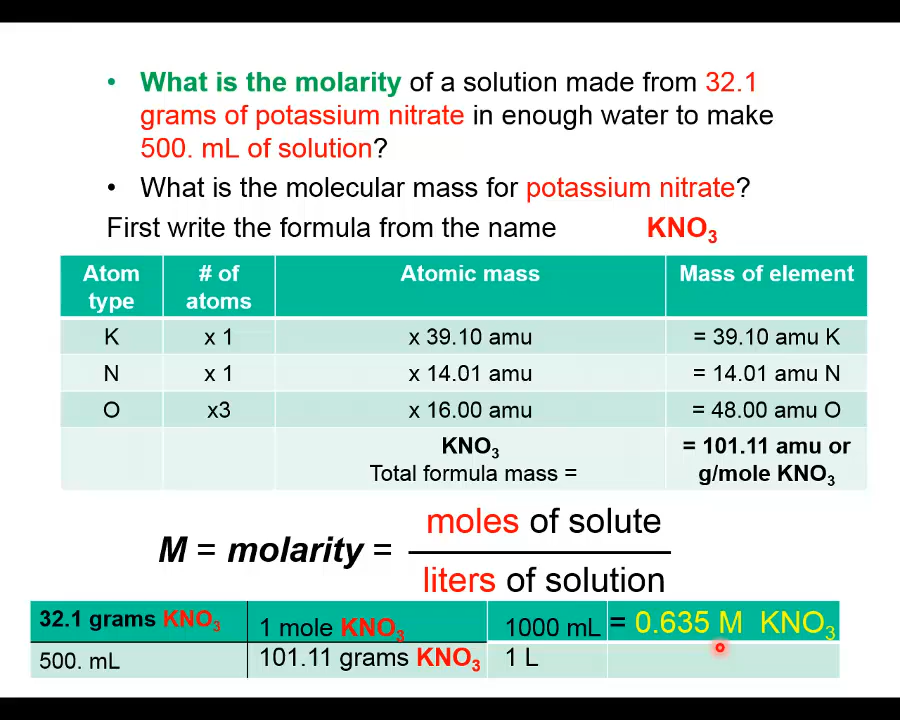 • What is the molarity of a solution made from 32.1
grams of potassium nitrate in enough water to make
500. mL of solution?
• What is the molecular mass for potassium nitrate?
First write the formula from the name KNO₃
Atom type # of atoms Atomic mass Mass of element
K x 1 x 39.10 amu = 39.10 amu K
N x 1 x 14.01 amu = 14.01 amu N
O x3 x 16.00 amu = 48.00 amu O
KNO₃ = 101.11 amu or
Total formula mass = g/mole KNO₃
moles of solute
M = molarity =
liters of solution
32.1 grams KNO₃ 1 mole KNO₃ 1000 mL = 0.635 M KNO₃
500. mL 101.11 grams KNO₃ 1 L